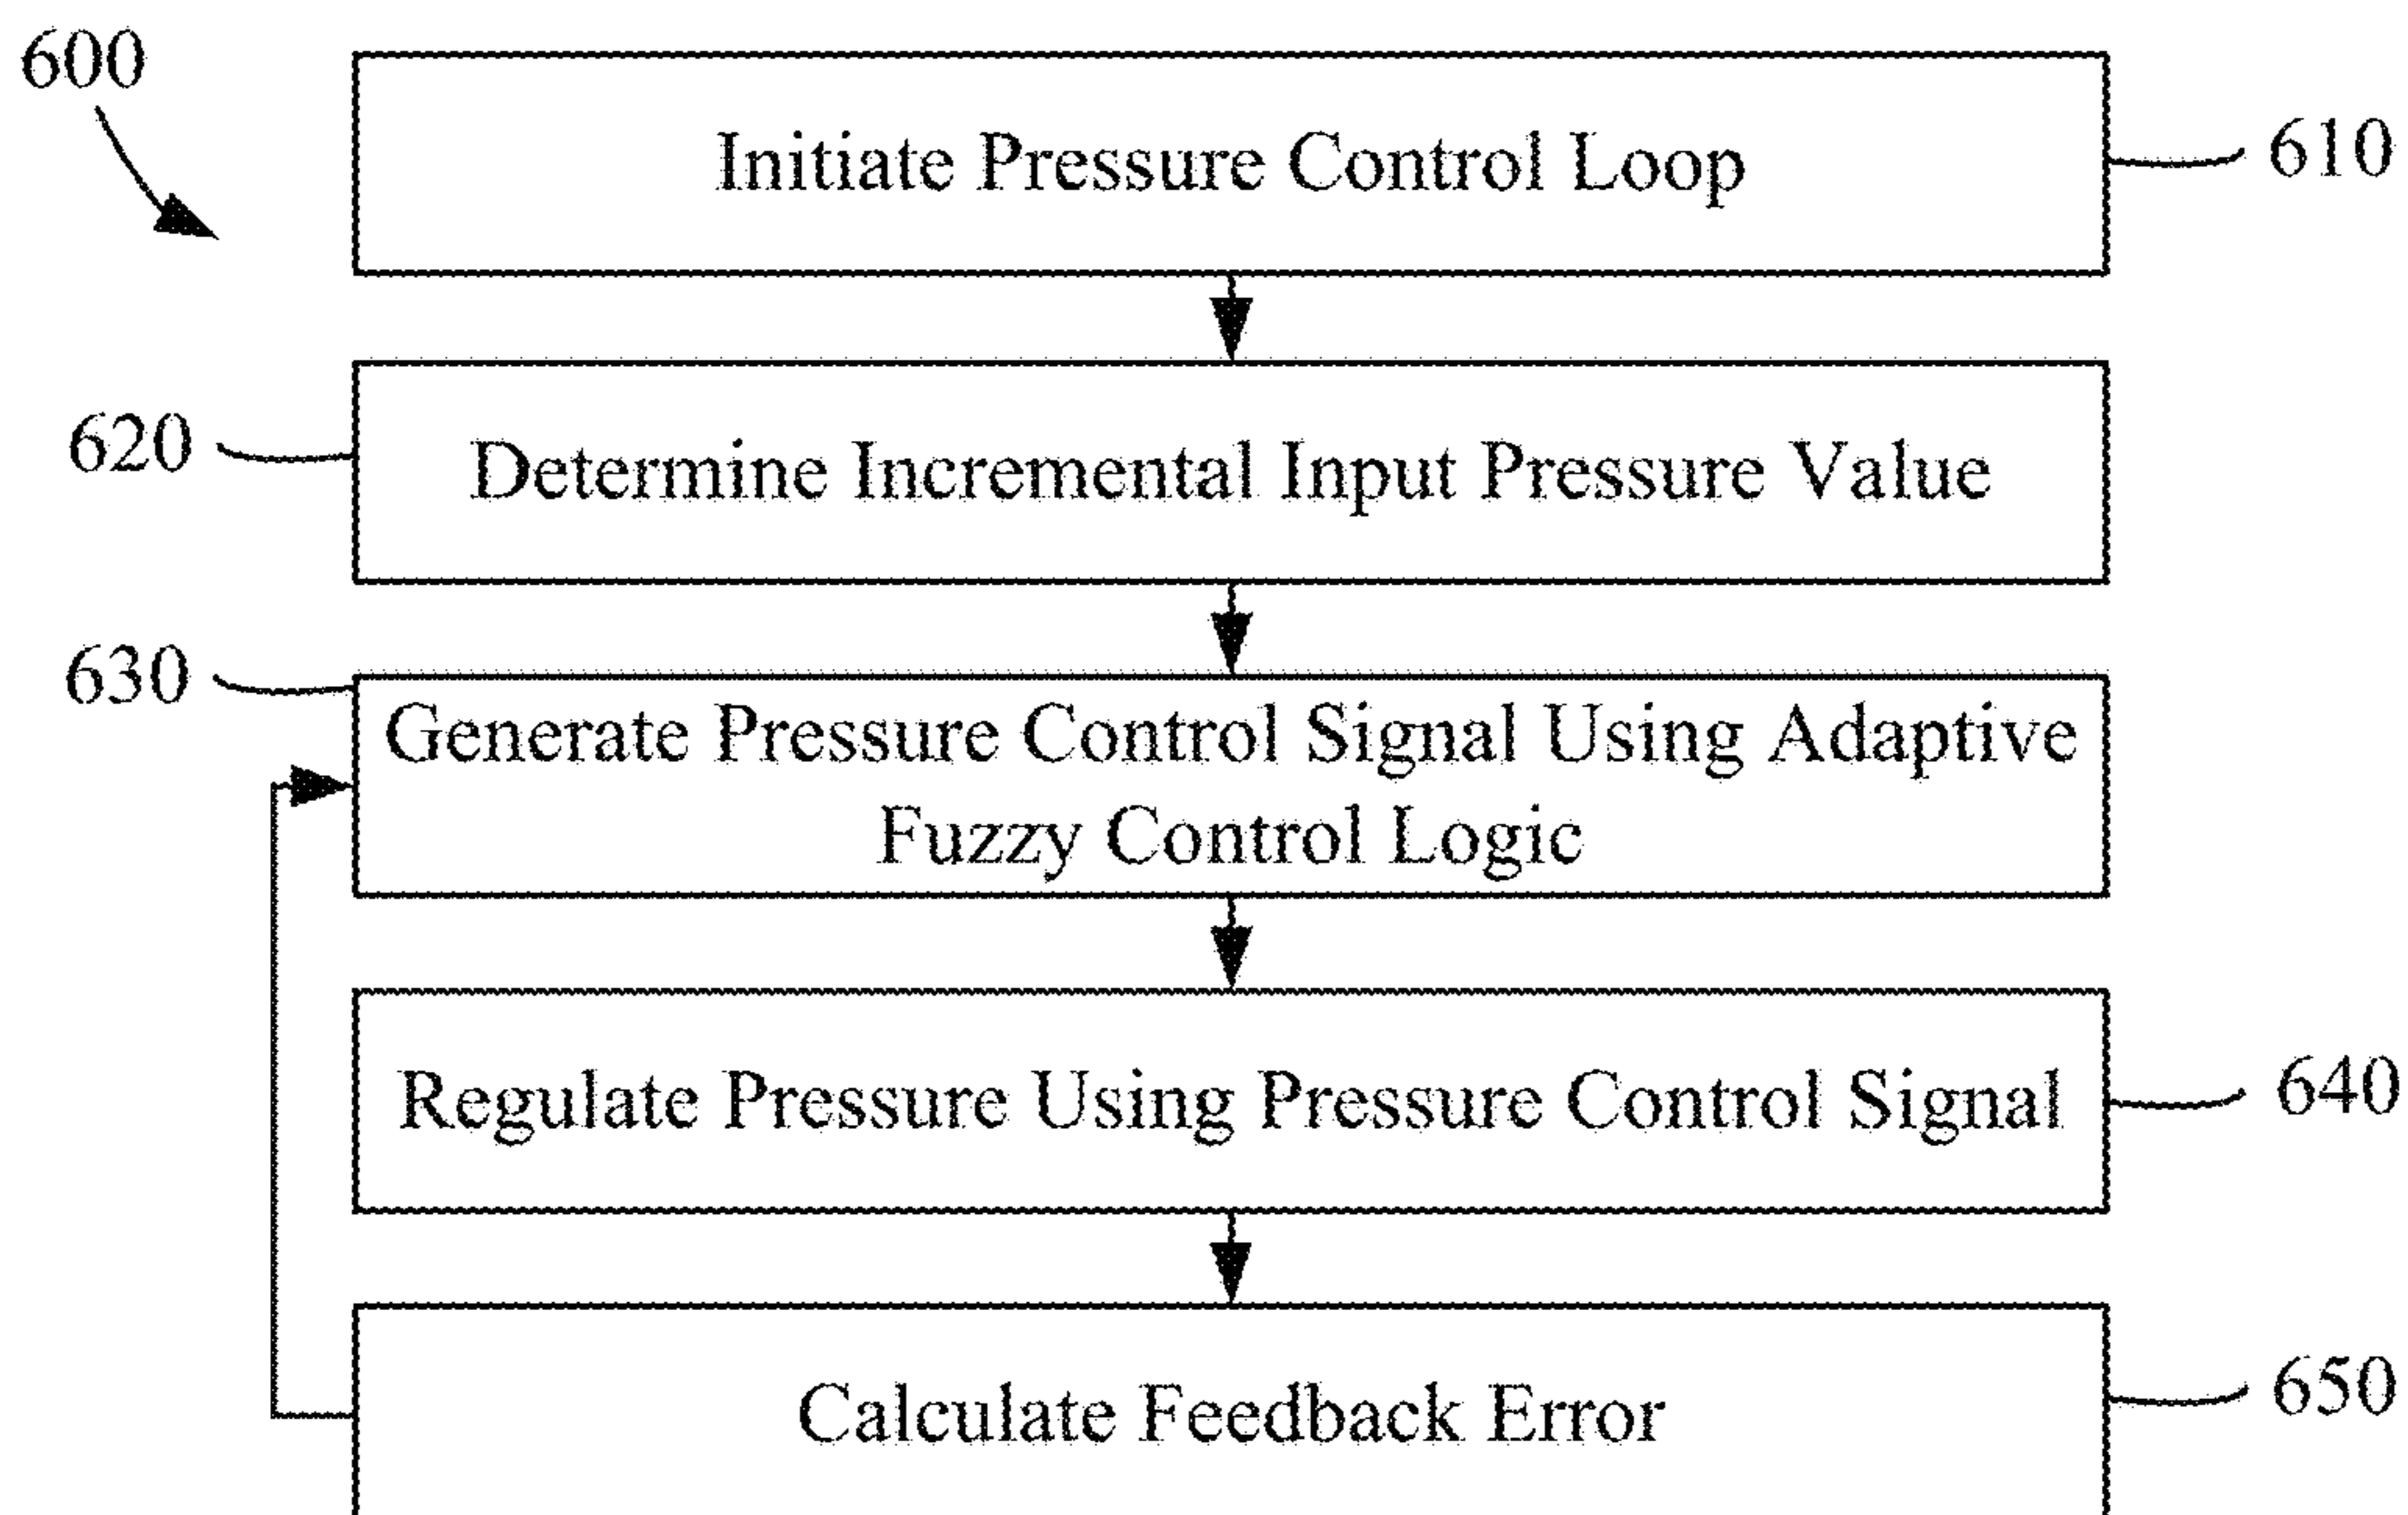 600
Initiate Pressure Control Loop
610
620
Determine Incremental Input Pressure Value
630
Generate Pressure Control Signal Using Adaptive
Fuzzy Control Logic
Regulate Pressure Using Pressure Control Signal
640
Calculate Feedback Error
650